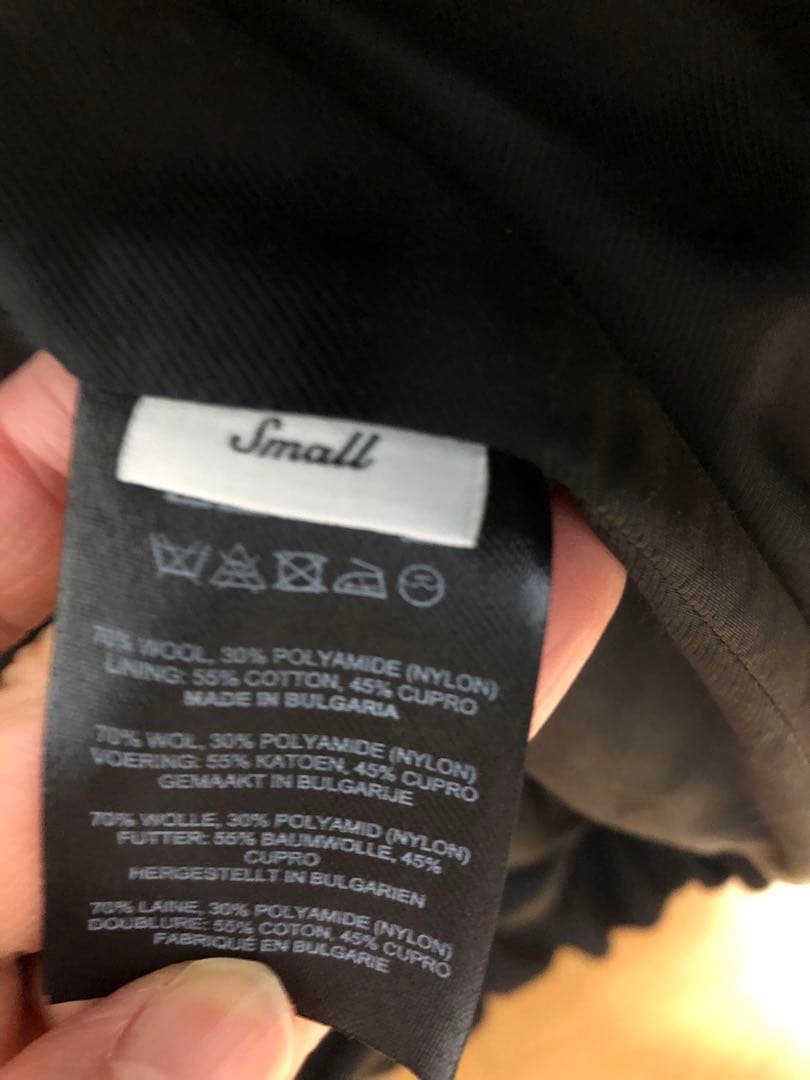 Small
70% WOOL, 30% POLYAMIDE (NYLON)
LINING: 55% COTTON, 45% CUPRO
MADE IN BULGARIA
70% WOL, 30% POLYAMIDE (NYLON)
VOERING: 55% KATOEN, 45% CUPRO
GEMAAKT IN BULGARIJE
70% WOLLE, 30% POLYAMID (NYLON)
FUTTER: 55% BAUMWOLLE, 45%
CUPRO
HERGESTELLT IN BULGARIEN
70% LAINE, 30% POLYAMIDE (NYLON)
DOUBLURE: 55% COTON, 45% CUPRO
FABRIQUÉ EN BULGARIE